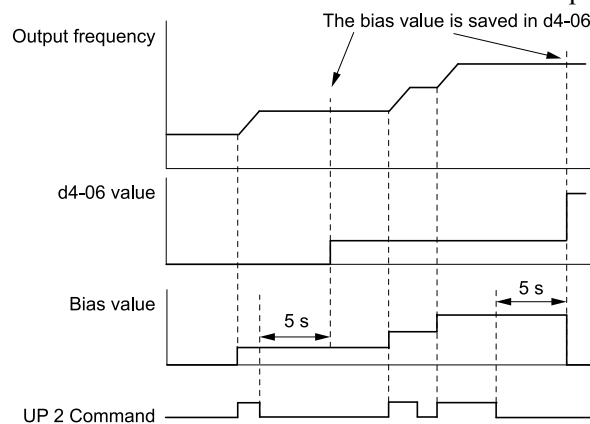 The bias value is saved in d4-06
Output frequency
d4-06 value
Bias value
5 s
5 s
UP 2 Command